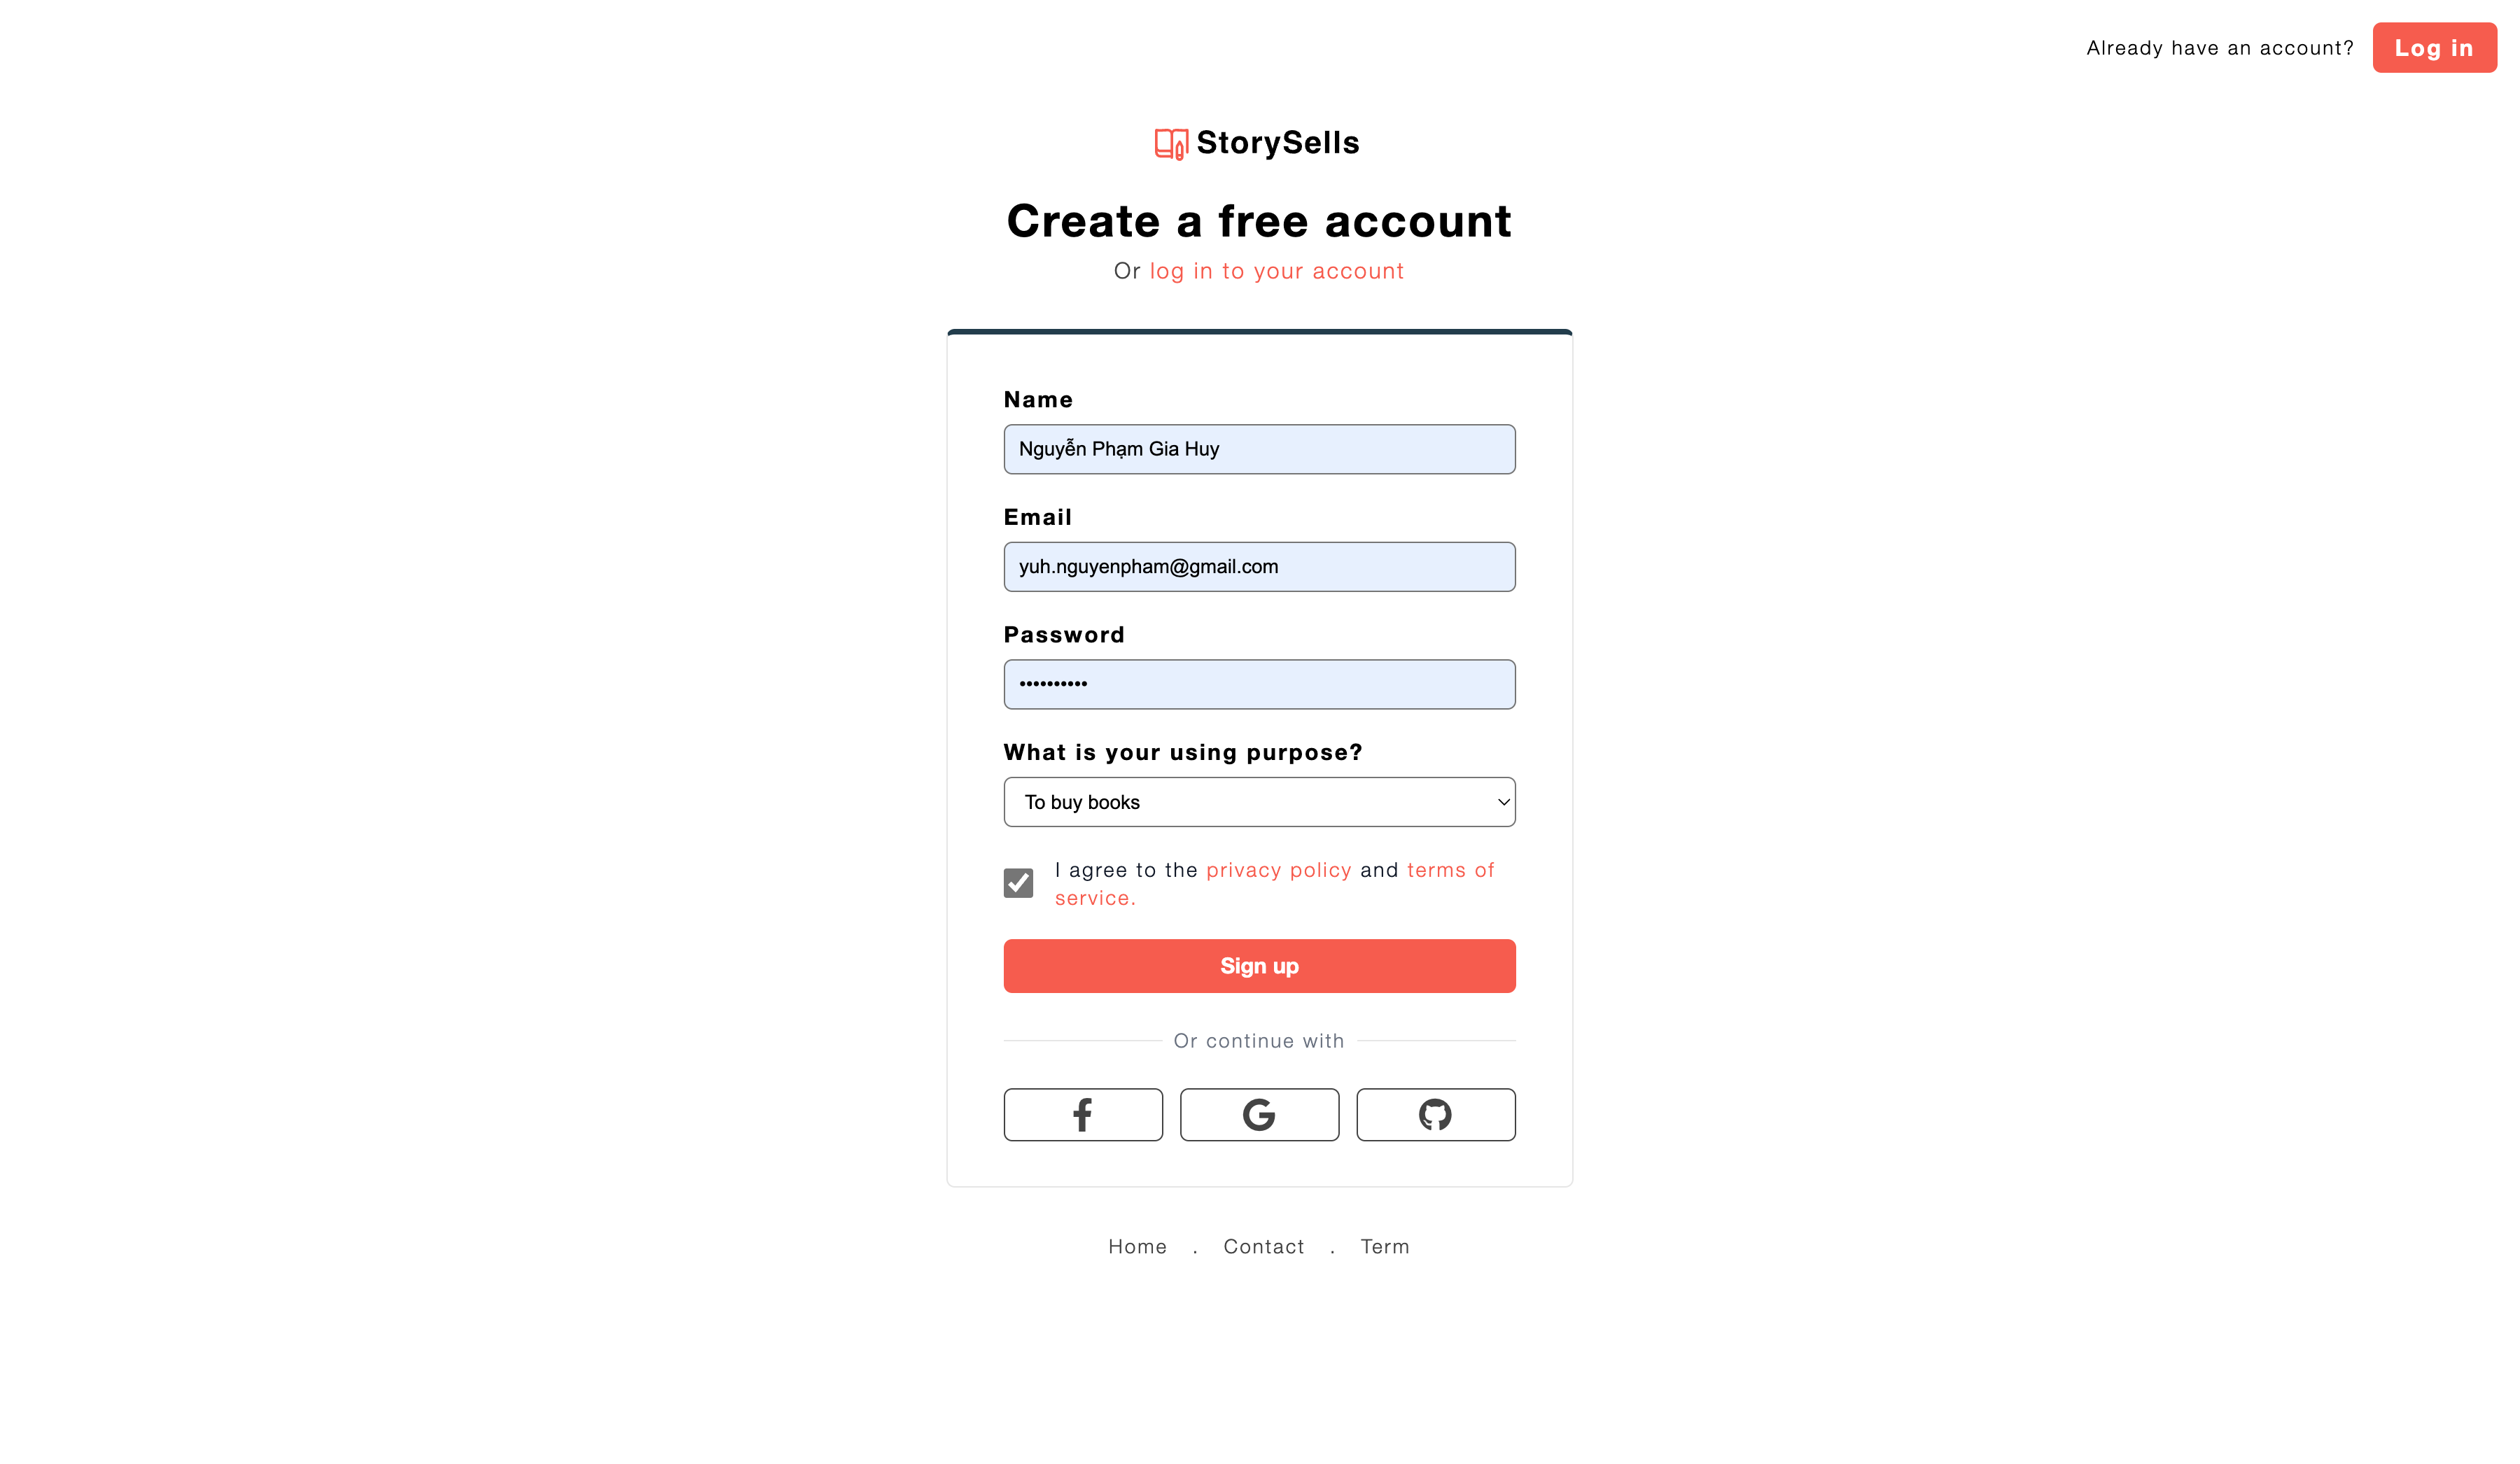 Already have an account? Log in
StorySells
Create a free account
Or log in to your account
Name
Nguyễn Phạm Gia Huy
Email
yuh.nguyenpham@gmail.com
Password
••••••••••
What is your using purpose?
To buy books
I agree to the privacy policy and terms of
service.
Sign up
Or continue with
Home . Contact . Term